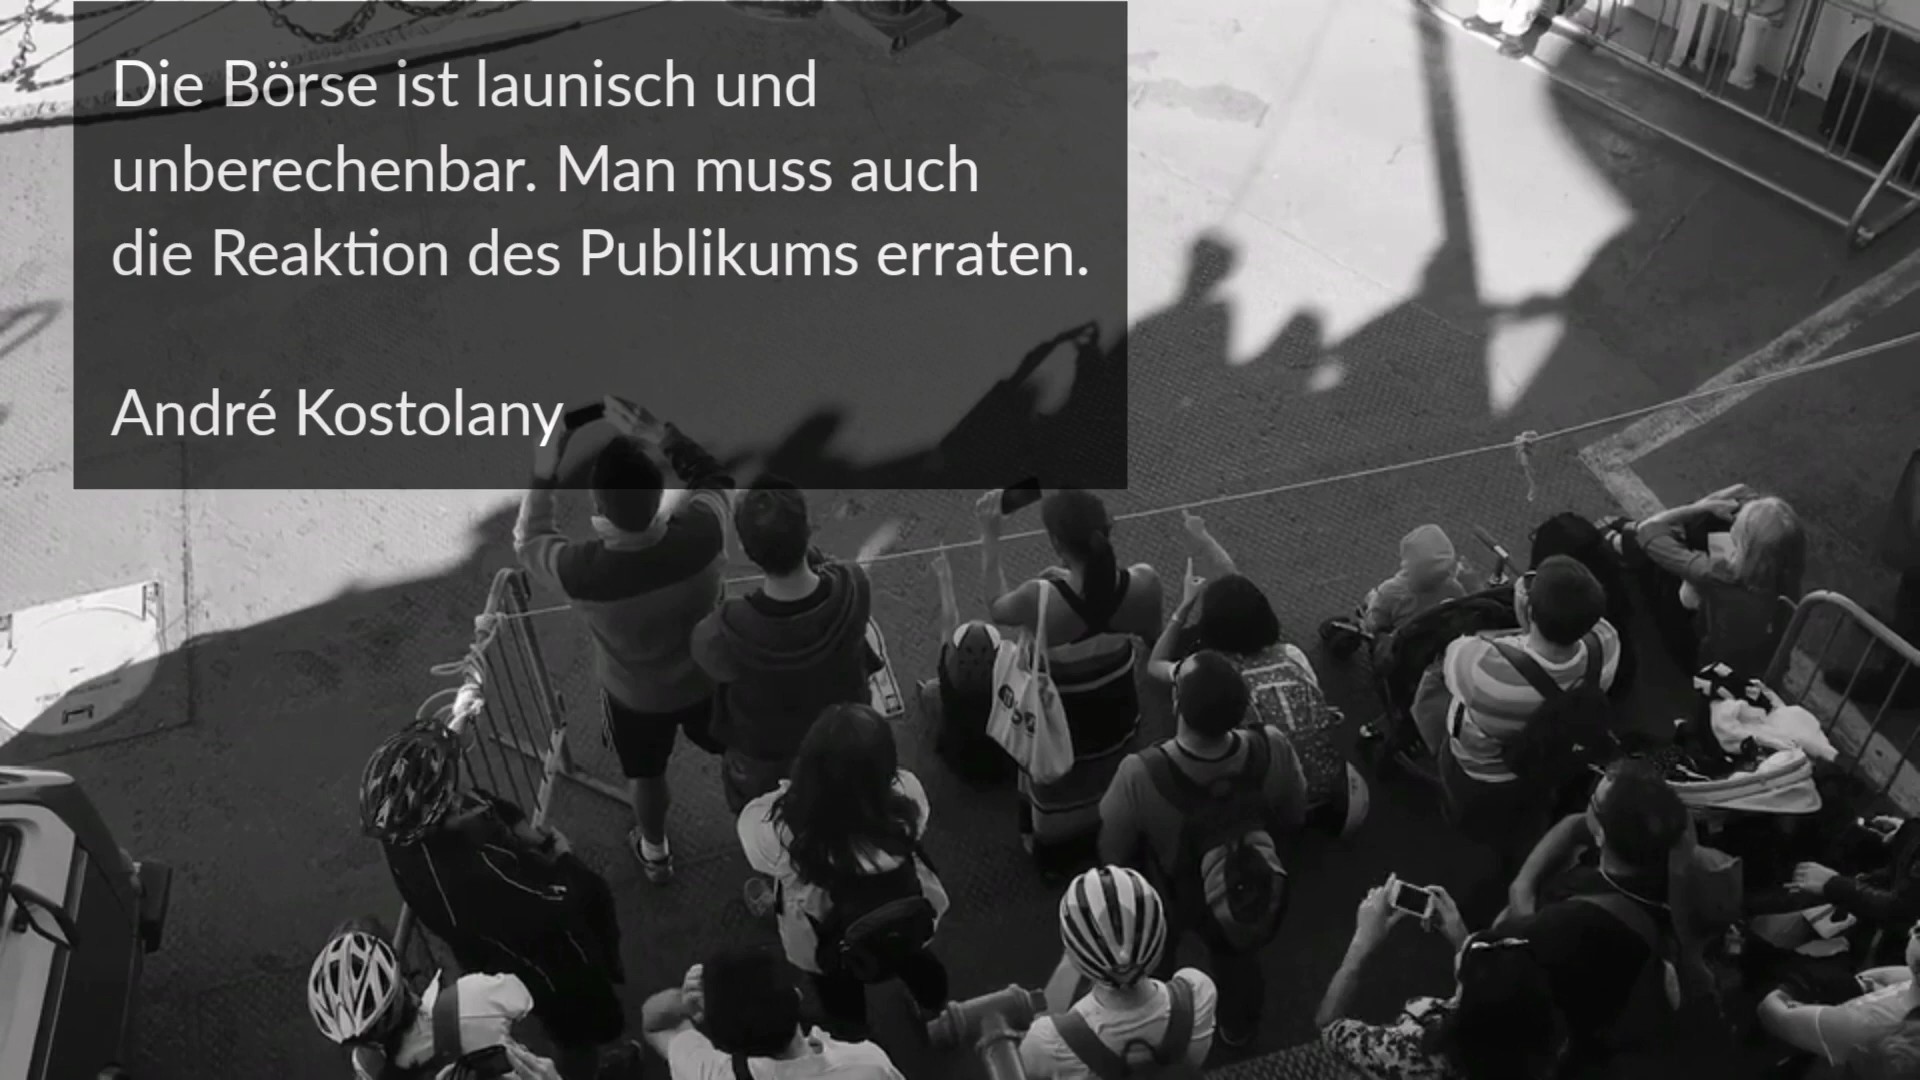 Die Börse ist launisch und
unberechenbar. Man muss auch
die Reaktion des Publikums erraten.
André Kostolany